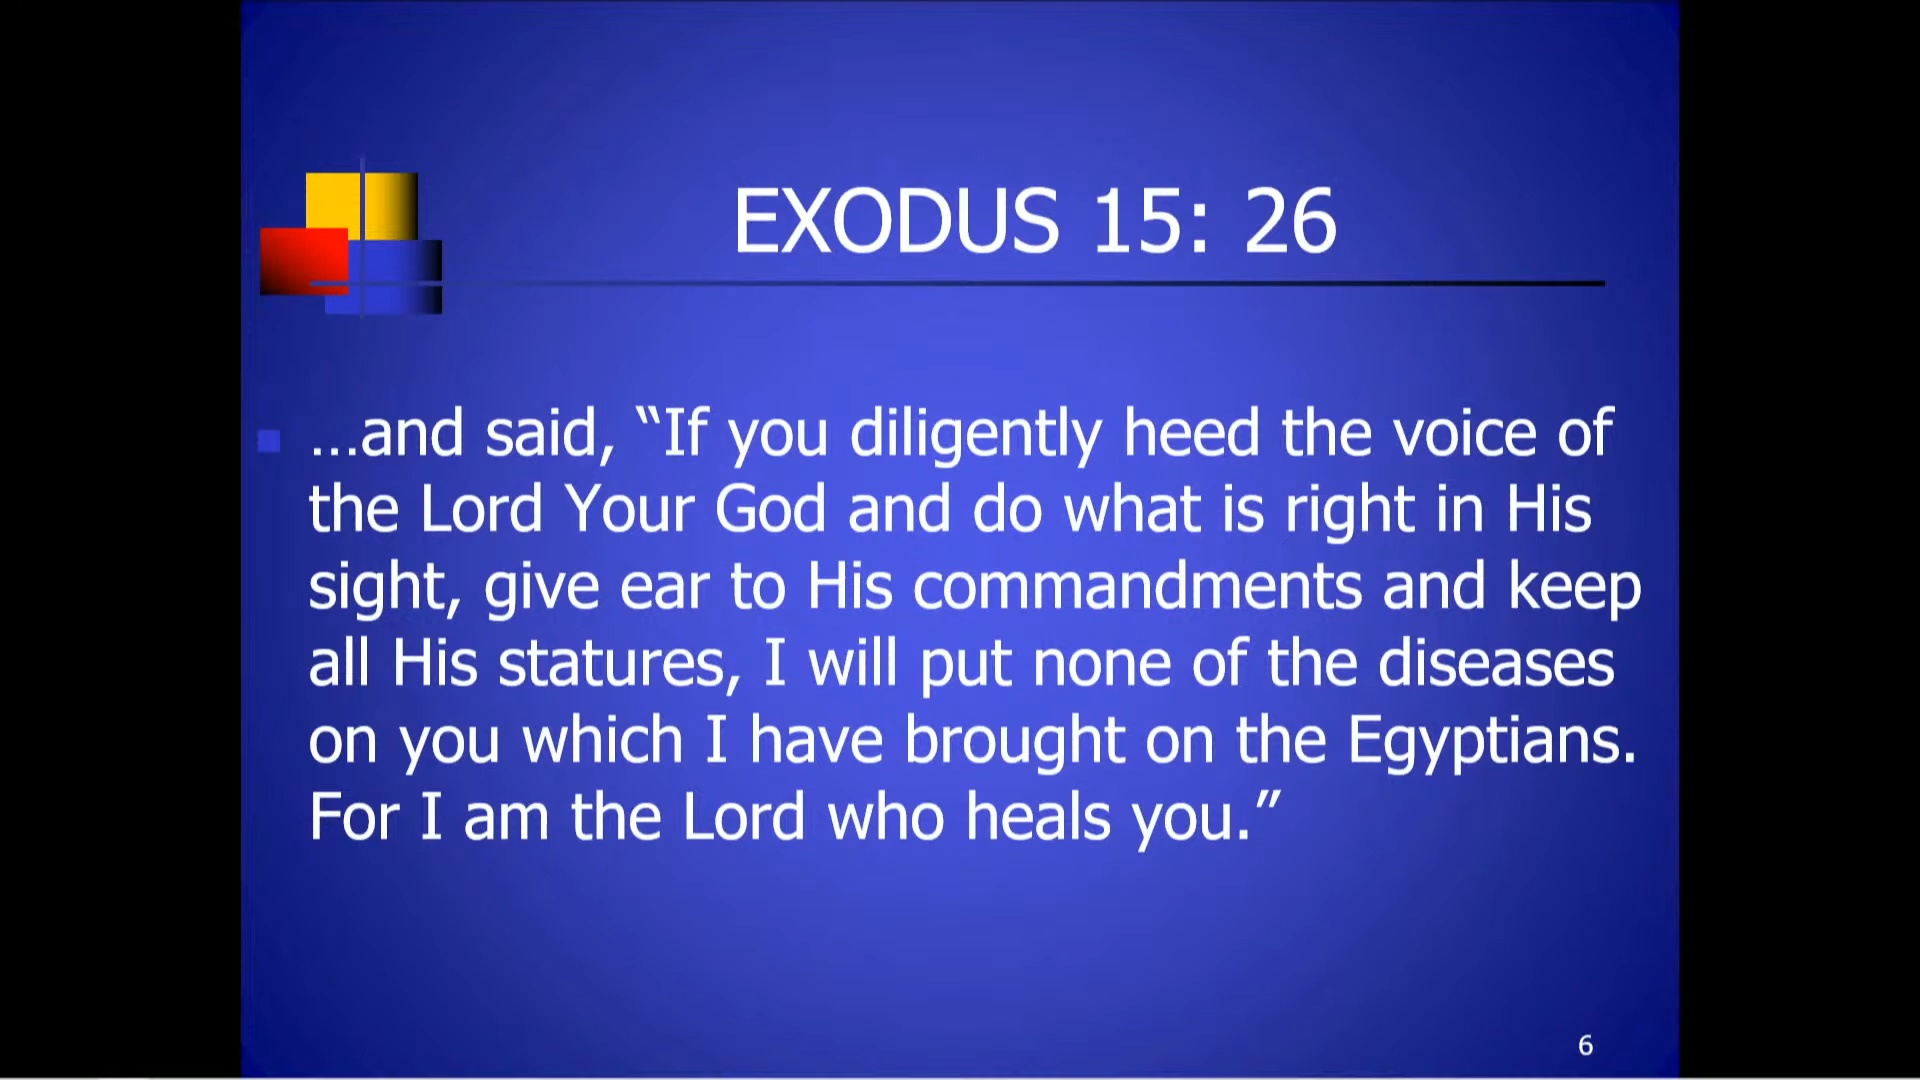 EXODUS 15: 26
...and said, “If you diligently heed the voice of
the Lord Your God and do what is right in His
sight, give ear to His commandments and keep
all His statures, I will put none of the diseases
on you which I have brought on the Egyptians.
For I am the Lord who heals you.”
6